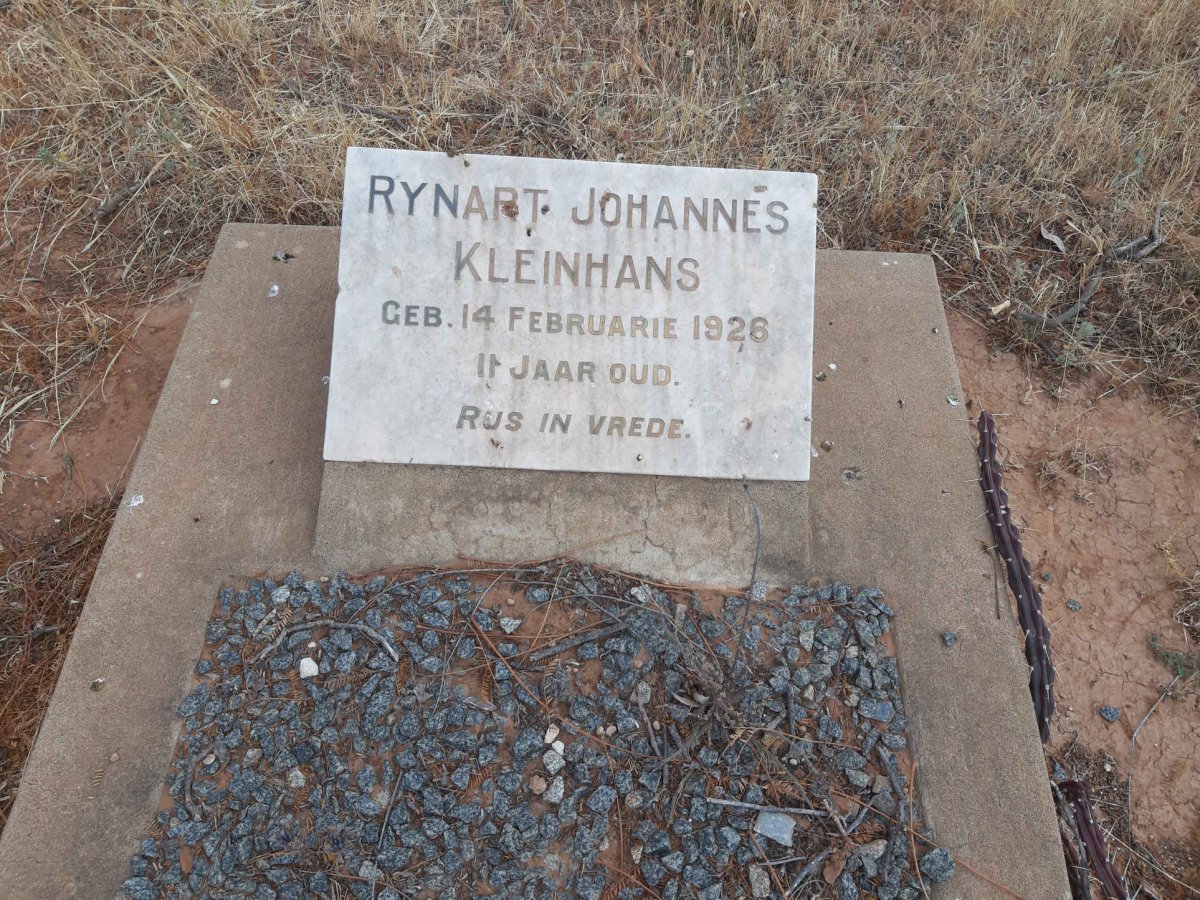 RYNART JOHANNES
KLEINHANS
GEB. 14 FEBRUARIE 1926
11 JAAR OUD.
RUS IN VREDE.